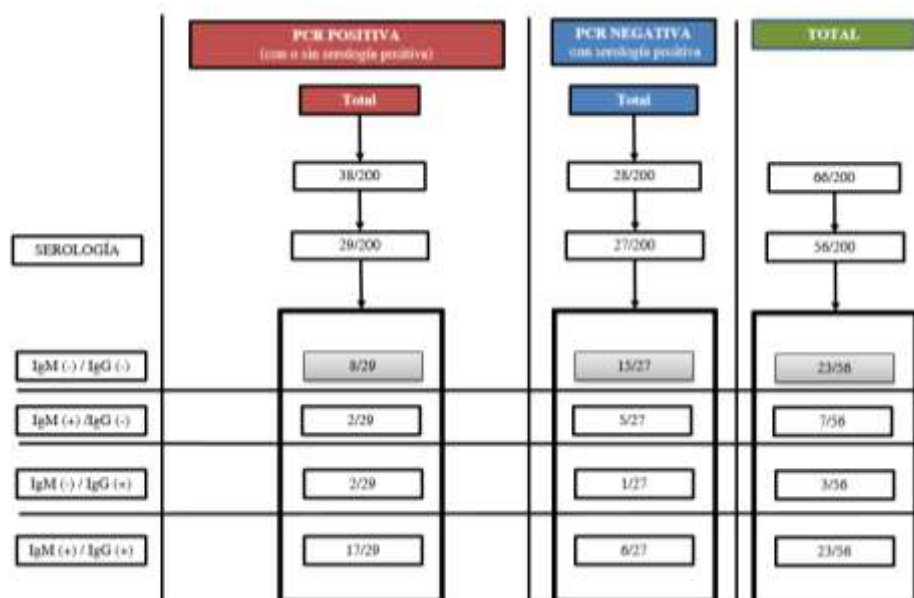 PCR POSITIVA
(con o sin serología positiva)
PCR NEGATIVA
con serología positiva
TOTAL
Total
Total
38/200
28/200
66/200
SEROLOGÍA
29/200
27/200
56/200
IgM (-) / IgG (-)
8/29
15/27
23/56
IgM (+) /IgG (-)
2/29
5/27
7/56
IgM (-) / IgG (+)
2/29
1/27
3/56
IgM (+) / IgG (+)
17/29
6/27
23/56